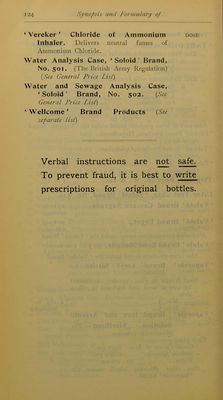 124 Synopsis and Formulary of
'Vereker' Chloride of Ammonium DOSE
Inhaler. Delivers neutral fumes of
Ammonium Chloride.
Water Analysis Case, 'Soloid' Brand,
No. 501. (The British Army Regulation)
(See General Price List)
Water and Sewage Analysis Case,
'Soloid' Brand, No. 502. (See
General Price List)
'Wellcome' Brand Products (See
separate list)
Verbal instructions are not safe.
To prevent fraud, it is best to write
prescriptions for original bottles.